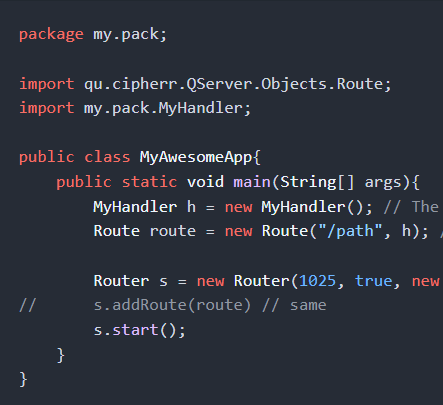 package my.pack;
import qu.cipherr.QServer.Objects.Route;
import my.pack.MyHandler;
public class MyAwesomeApp{
public static void main(String[] args){
MyHandler h = new MyHandler(); // The
Route route = new Route("/path", h); /
Router s = new Router(1025, true, new
// s.addRoute(route) // same
s.start();
}
}